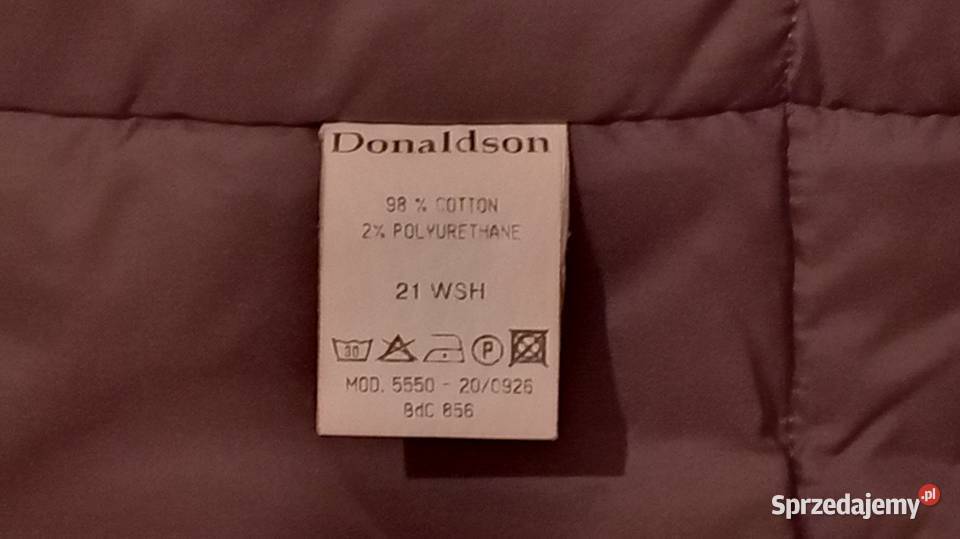 Donaldson
98 % COTTON
2% POLYURETHANE
21 WSH
30 P
MOD. 5550 - 20/0926
BdC 856
Sprzedajemy.pl